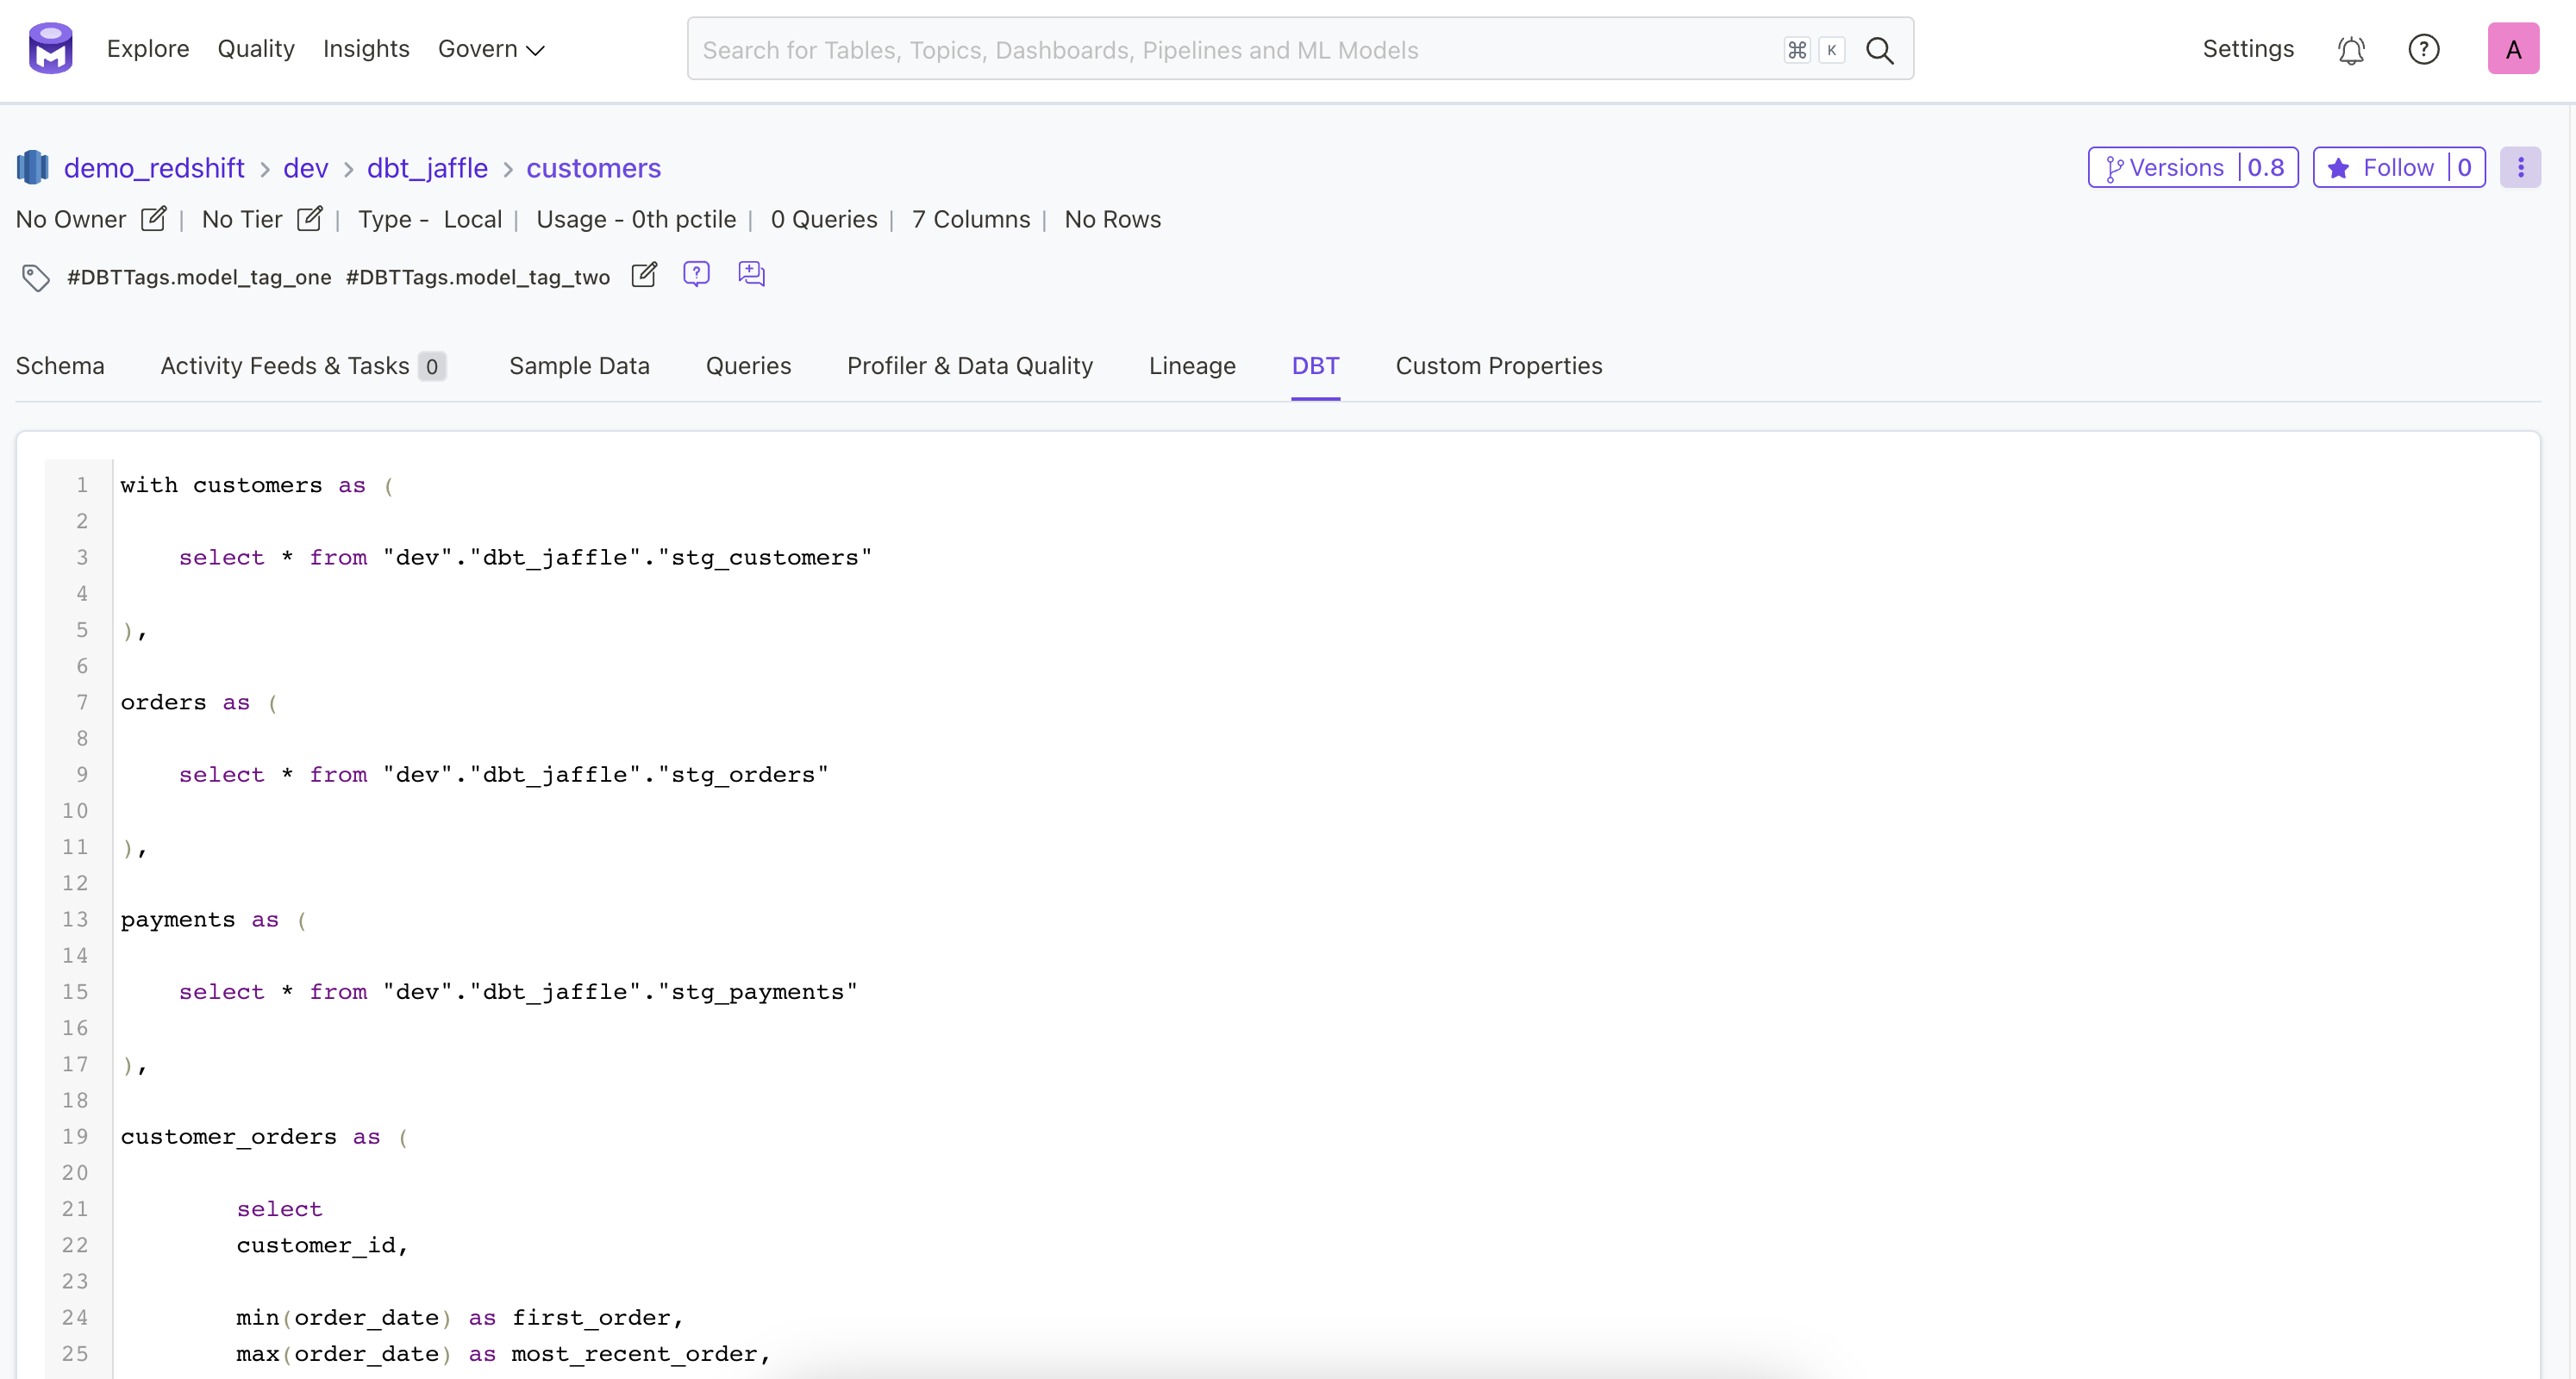 Explore Quality Insights Govern Search for Tables, Topics, Dashboards, Pipelines and ML Models ⌘ K Settings ? A
demo_redshift > dev > dbt_jaffle > customers Versions | 0.8 Follow | 0
No Owner | No Tier | Type - Local | Usage - 0th pctile | 0 Queries | 7 Columns | No Rows
#DBTTags.model_tag_one #DBTTags.model_tag_two
Schema Activity Feeds & Tasks 0 Sample Data Queries Profiler & Data Quality Lineage DBT Custom Properties
1 with customers as (
2
3 select * from "dev"."dbt_jaffle"."stg_customers"
4
5 ),
6
7 orders as (
8
9 select * from "dev"."dbt_jaffle"."stg_orders"
10
11 ),
12
13 payments as (
14
15 select * from "dev"."dbt_jaffle"."stg_payments"
16
17 ),
18
19 customer_orders as (
20
21 select
22 customer_id,
23
24 min(order_date) as first_order,
25 max(order_date) as most_recent_order,